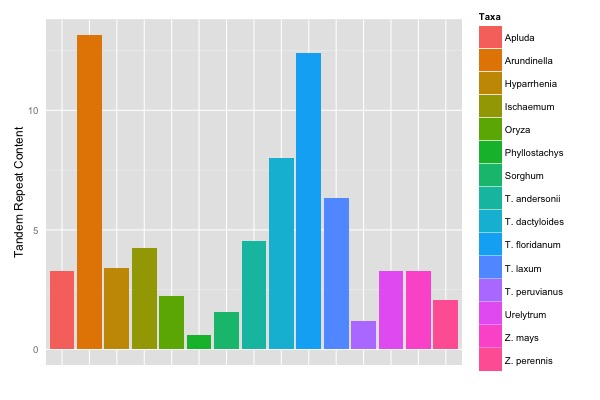 Taxa
Apluda
Arundinella
Hyparrhenia
Ischaemum
Oryza
Phyllostachys
Sorghum
T. andersonii
T. dactyloides
T. floridanum
T. laxum
T. peruvianus
Urelytrum
Z. mays
Z. perennis
Tandem Repeat Content
10
5
0